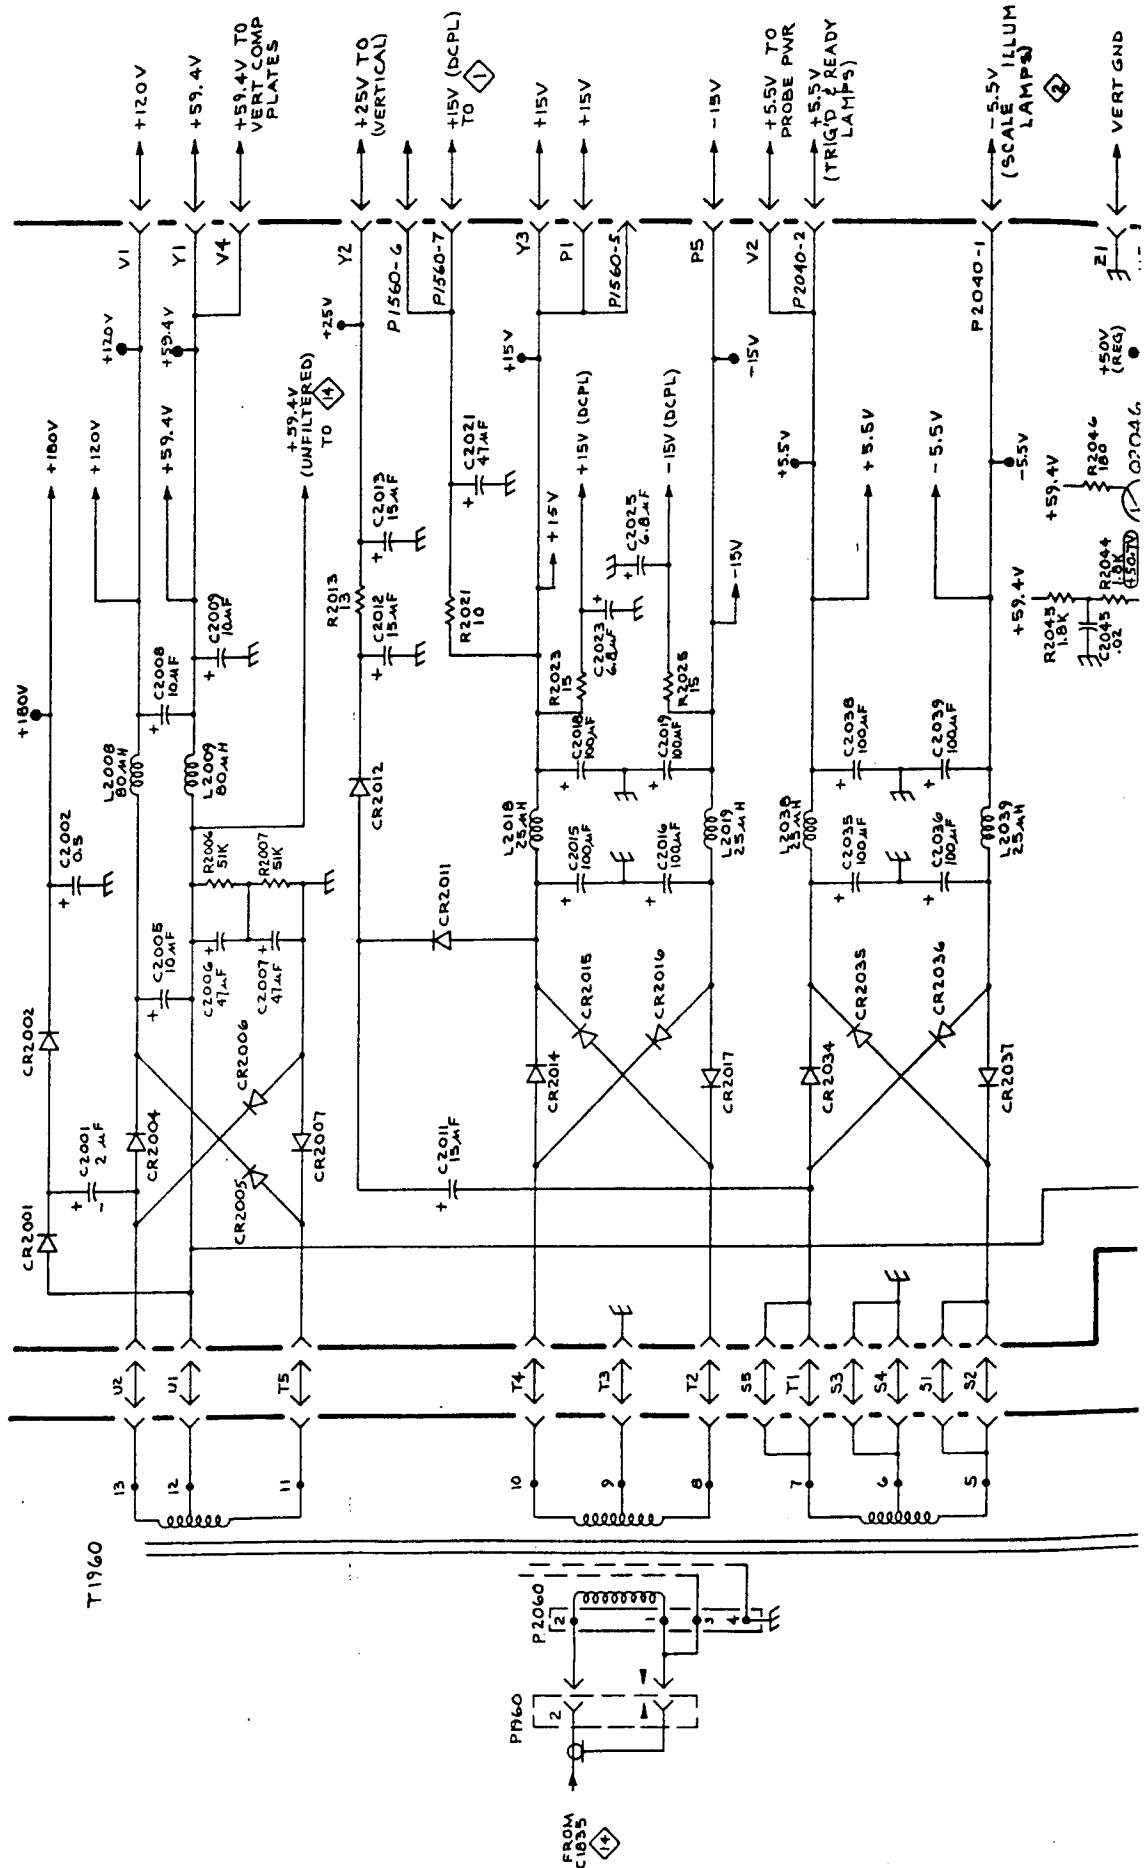 +120V
+59.4V
+59.4V TO
VERT COMP
PLATES
+25V TO
(VERTICAL)
+15V (DCPL)
TO 1
+15V
+15V
-15V
+5.5V TO
PROBE PWR
+5.5V
(TRIG'D & READY
LAMPS)
-5.5V
(SCALE ILLUM
LAMPS) 2
VERT GND
V1
Y1
V4
Y2
P1560-6
P1560-7
Y3
P1
P1560-5
P5
V2
P2040-2
P2040-1
Z1
+120V
+59.4V
+25V
+15V
-15V
+5.5V
-5.5V
+50V
(REG)
+180V
+120V
+59.4V
+59.4V
(UNFILTERED)
TO 14
+15V (DCPL)
-15V (DCPL)
+15V
-15V
+5.5V
-5.5V
+59.4V
R2046
180
Q2046
+59.4V
R2045
1.8K
C2045
.02
R2044
1.8K
+50.7V
+180V
C2002
0.5
L2008
80µH
C2008
10µF
L2009
80µH
C2009
10µF
R2013
13
C2013
15µF
C2012
15µF
R2021
10
C2021
47µF
R2023
15
C2023
6.8µF
C2025
6.8µF
R2025
15
CR2012
CR2011
L2018
25µH
C2018
100µF
C2019
100µF
L2019
25µH
C2015
100µF
C2016
100µF
L2038
25µH
C2038
100µF
C2039
100µF
L2039
25µH
C2035
100µF
C2036
100µF
R2006
51K
R2007
51K
C2005
10µF
C2006
47µF
C2007
47µF
CR2002
CR2001
C2001
2 µF
CR2004
CR2005
CR2006
CR2007
C2011
15µF
CR2014
CR2015
CR2016
CR2017
CR2034
CR2035
CR2036
CR2037
U2
U1
T5
T4
T3
T2
S5
T1
S3
S4
S1
S2
13
12
11
10
9
8
7
6
5
T1960
P2060
2
1
3
4
P1960
2
FROM
C1835
14